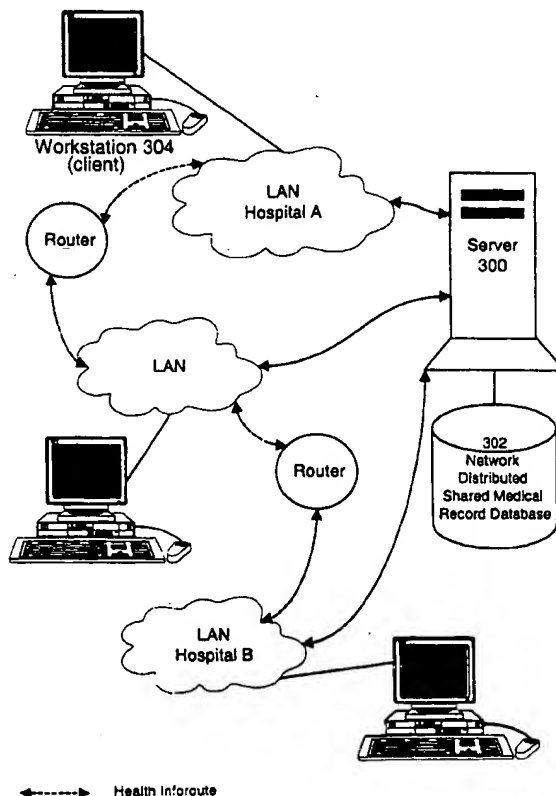 Workstation 304
(client)
LAN
Hospital A
Router
Server
300
LAN
302
Network
Distributed
Shared Medical
Record Database
Router
LAN
Hospital B
Health Inforoute